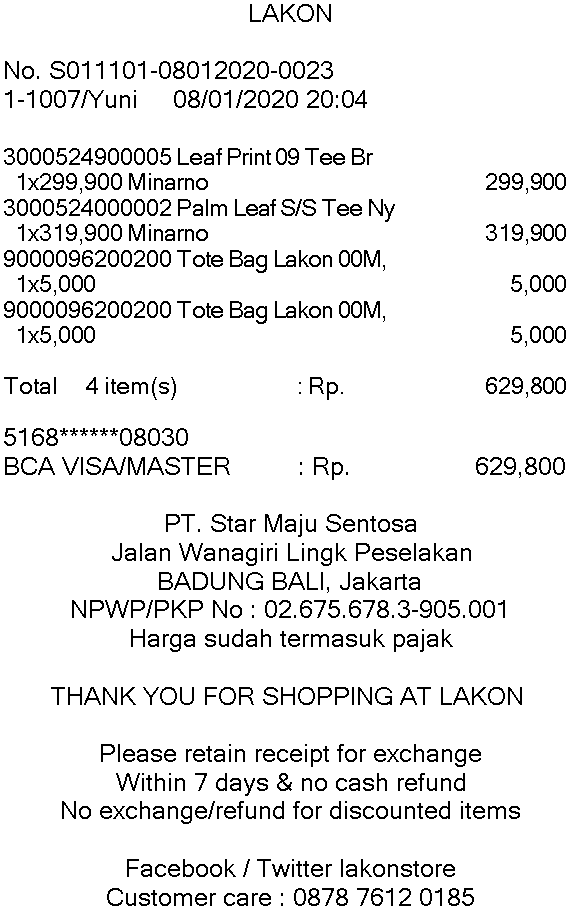 LAKON
No. S011101-08012020-0023
1-1007/Yuni 08/01/2020 20:04
3000524900005 Leaf Print 09 Tee Br
1x299,900 Minarno 299,900
3000524000002 Palm Leaf S/S Tee Ny
1x319,900 Minarno 319,900
9000096200200 Tote Bag Lakon 00M,
1x5,000 5,000
9000096200200 Tote Bag Lakon 00M,
1x5,000 5,000
Total 4 item(s) : Rp. 629,800
5168******08030
BCA VISA/MASTER : Rp. 629,800
PT. Star Maju Sentosa
Jalan Wanagiri Lingk Peselakan
BADUNG BALI, Jakarta
NPWP/PKP No : 02.675.678.3-905.001
Harga sudah termasuk pajak
THANK YOU FOR SHOPPING AT LAKON
Please retain receipt for exchange
Within 7 days & no cash refund
No exchange/refund for discounted items
Facebook / Twitter lakonstore
Customer care : 0878 7612 0185